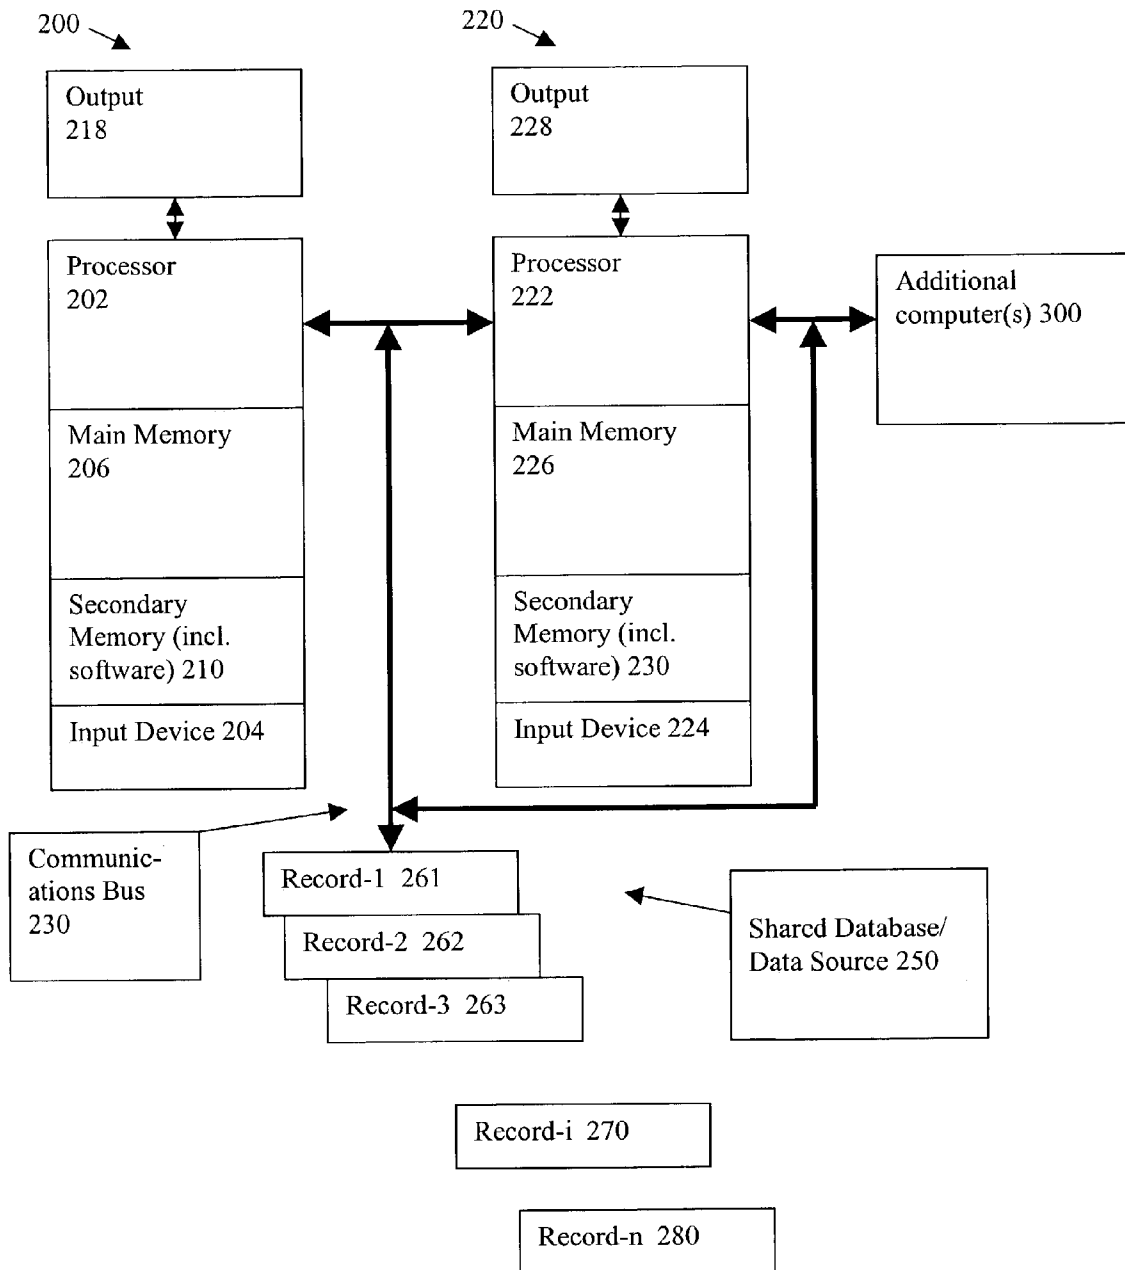 200
220
Output
218
Output
228
Processor
202
Processor
222
Additional
computer(s) 300
Main Memory
206
Main Memory
226
Secondary
Memory (incl.
software) 210
Secondary
Memory (incl.
software) 230
Input Device 204
Input Device 224
Communic-
ations Bus
230
Record-1 261
Record-2 262
Record-3 263
Shared Database/
Data Source 250
Record-i 270
Record-n 280